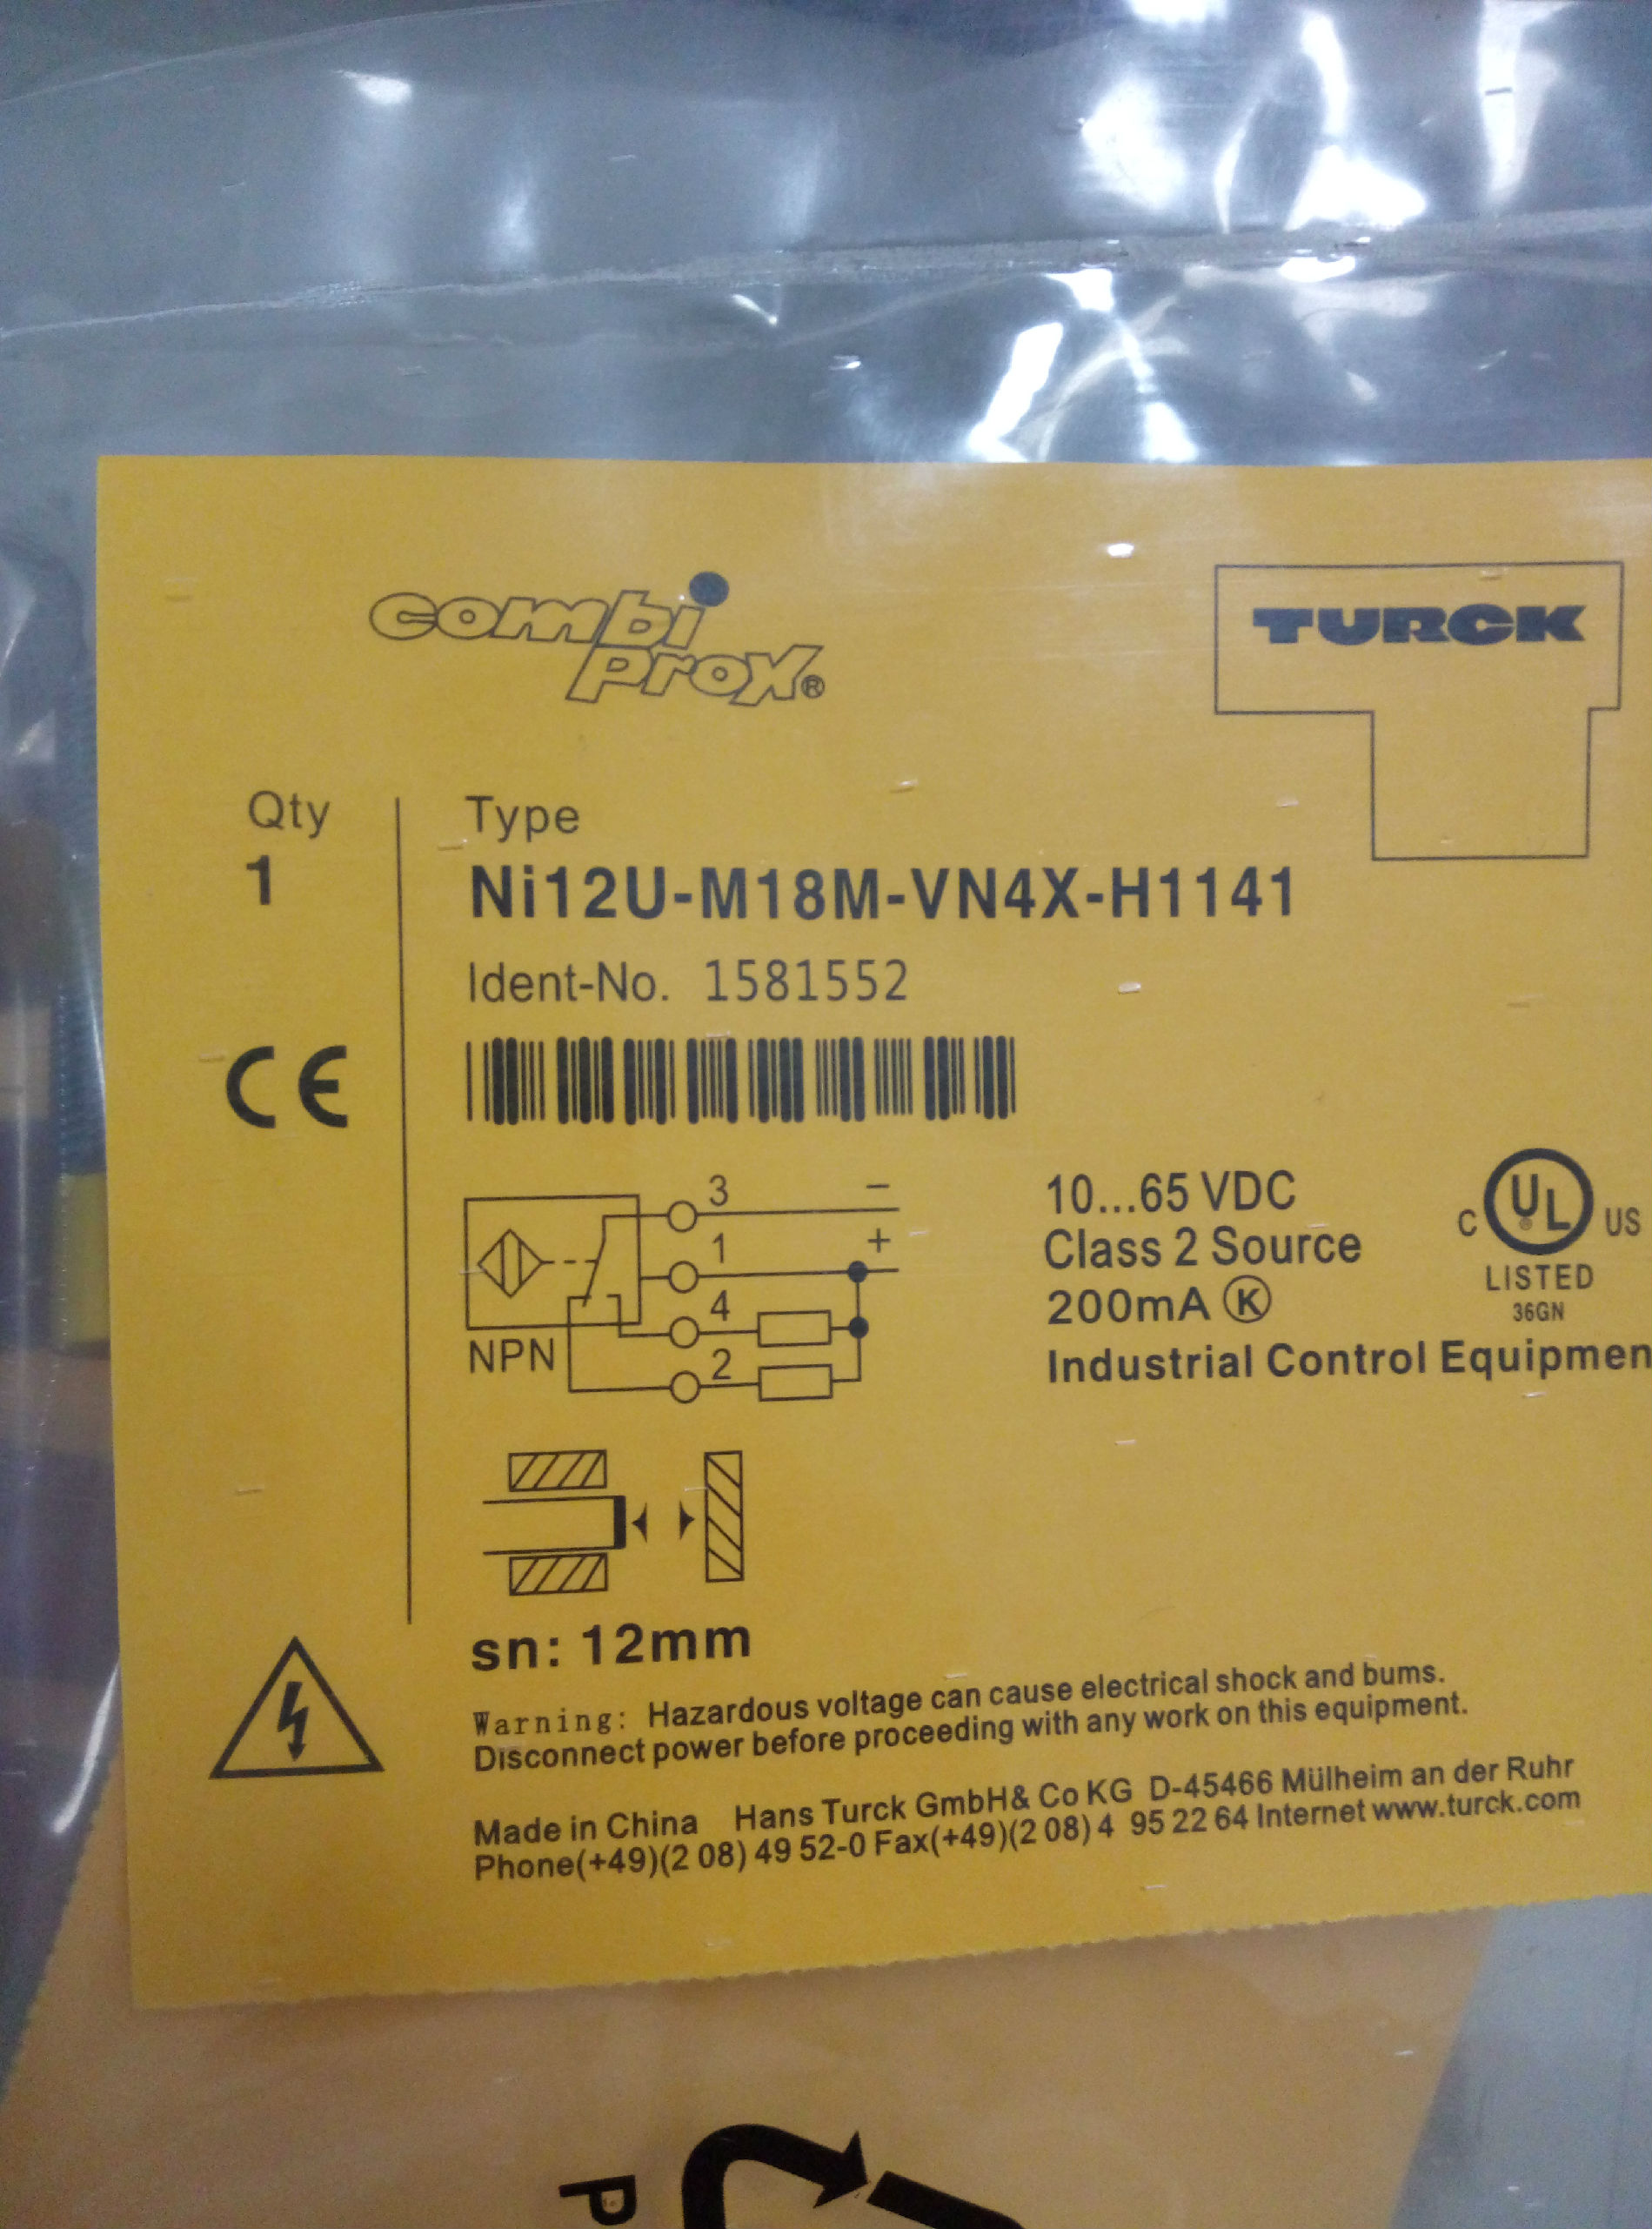 combi
prox®
TURCK
Qty
1
Type
Ni12U-M18M-VN4X-H1141
Ident-No. 1581552
CE
3
−
1
+
4
NPN
2
10...65 VDC
Class 2 Source
200mA Ⓚ
Industrial Control Equipmen
C UL® US
LISTED
36GN
sn: 12mm
Warning: Hazardous voltage can cause electrical shock and bums.
Disconnect power before proceeding with any work on this equipment.
Made in China Hans Turck GmbH& Co KG D-45466 Mülheim an der Ruhr
Phone(+49)(2 08) 49 52-0 Fax(+49)(2 08) 4 95 22 64 Internet www.turck.com
P